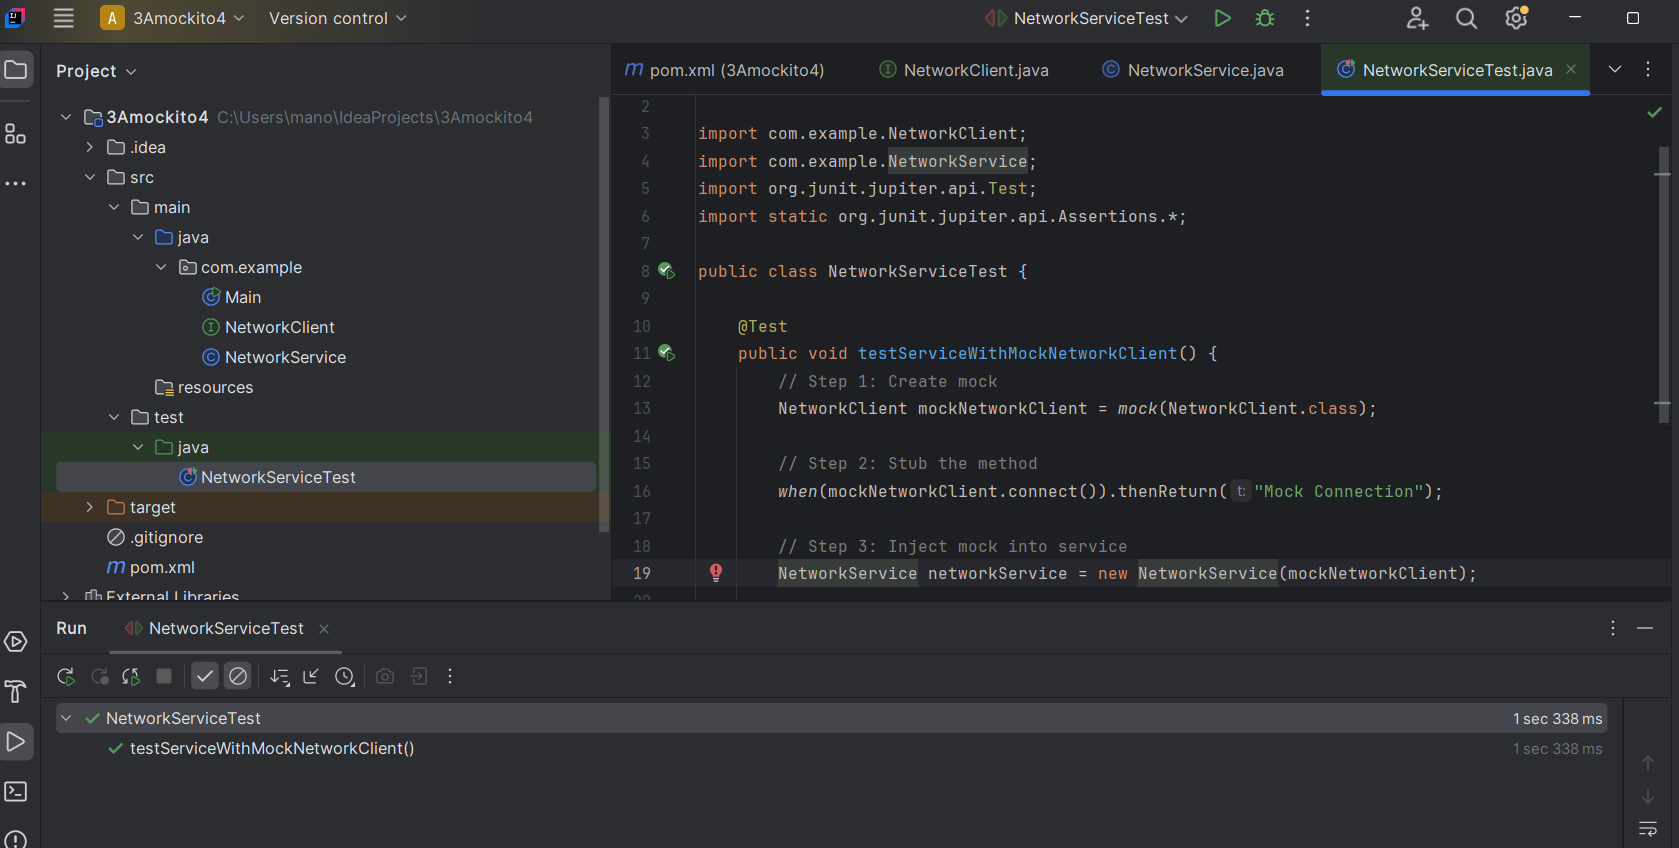 A 3Amockito4 Version control NetworkServiceTest
Project
pom.xml (3Amockito4) NetworkClient.java NetworkService.java NetworkServiceTest.java
3Amockito4 C:\Users\mano\IdeaProjects\3Amockito4
.idea
src
main
java
com.example
Main
NetworkClient
NetworkService
resources
test
java
NetworkServiceTest
target
.gitignore
pom.xml
External Libraries
2
3 import com.example.NetworkClient;
4 import com.example.NetworkService;
5 import org.junit.jupiter.api.Test;
6 import static org.junit.jupiter.api.Assertions.*;
7
8 public class NetworkServiceTest {
9
10 @Test
11 public void testServiceWithMockNetworkClient() {
12 // Step 1: Create mock
13 NetworkClient mockNetworkClient = mock(NetworkClient.class);
14
15 // Step 2: Stub the method
16 when(mockNetworkClient.connect()).thenReturn( t: "Mock Connection");
17
18 // Step 3: Inject mock into service
19 NetworkService networkService = new NetworkService(mockNetworkClient);
20
Run NetworkServiceTest
NetworkServiceTest 1 sec 338 ms
testServiceWithMockNetworkClient() 1 sec 338 ms